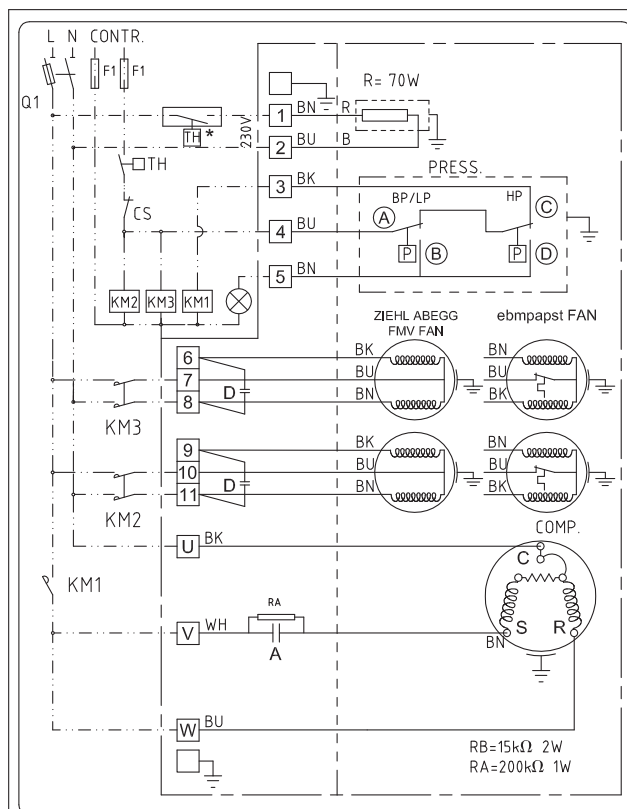 L N CONTR.
F1 F1
Q1
R= 70W
1 BN R
TH *
230V
2 BU B
TH
PRESS.
3 BK
BP/LP HP
A C
CS
4 BU
P B P D
5 BN
KM2 KM3 KM1
ZIEHL ABEGG
FMV FAN
ebmpapst FAN
6 BK BN
7 BU BU
8 D BN BK
KM3
9 BK BN
10 BU BU
11 D BN BK
KM2
COMP.
U BK
C
KM1
RA
V WH
S R
A BN
W BU
RB=15kΩ 2W
RA=200kΩ 1W